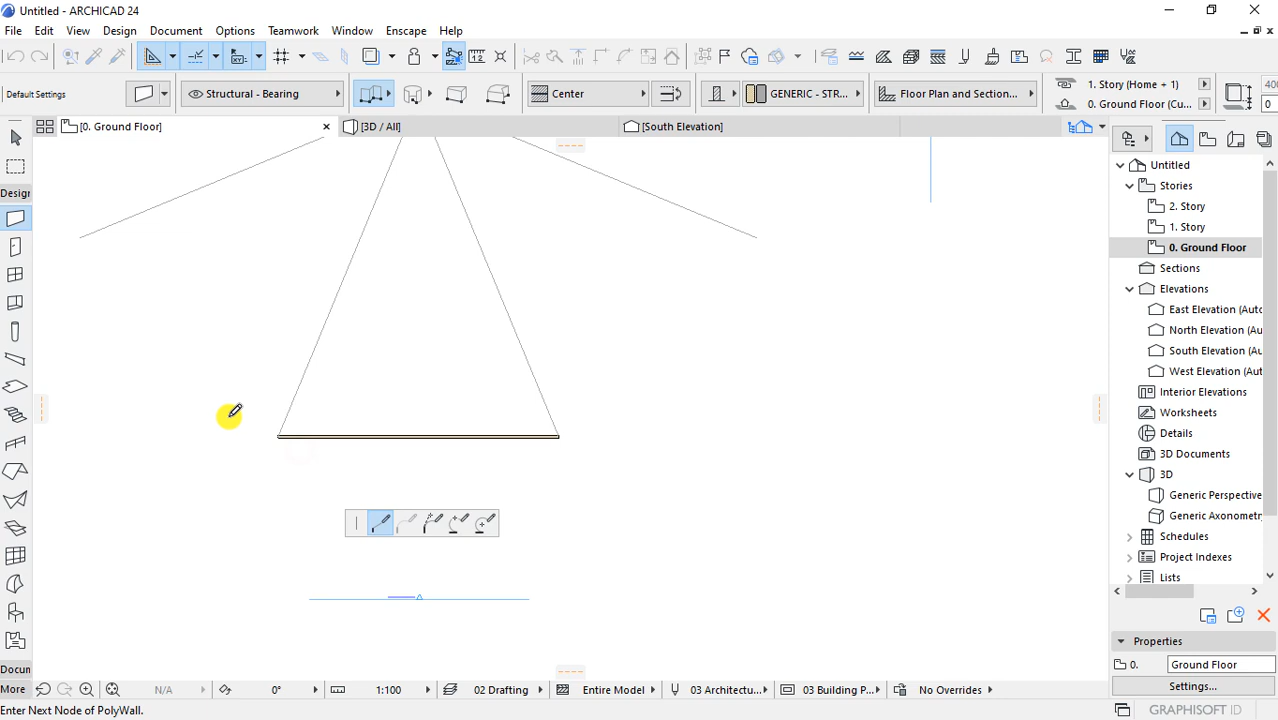 Untitled - ARCHICAD 24
File Edit View Design Document Options Teamwork Window Enscape Help
Default Settings
Structural - Bearing
Center
GENERIC - STR...
Floor Plan and Section...
1. Story (Home + 1)
0. Ground Floor (Cu...
400
0
[0. Ground Floor]
[3D / All]
[South Elevation]
Design
Docun
More
Untitled
Stories
2. Story
1. Story
0. Ground Floor
Sections
Elevations
East Elevation (Auto
North Elevation (Aut
South Elevation (Aut
West Elevation (Aut
Interior Elevations
Worksheets
Details
3D Documents
3D
Generic Perspective
Generic Axonometr
Schedules
Project Indexes
Lists
Properties
0. Ground Floor
Settings...
N/A
0°
1:100
02 Drafting
Entire Model
03 Architectu...
03 Building P...
No Overrides
Enter Next Node of PolyWall.
GRAPHISOFT ID